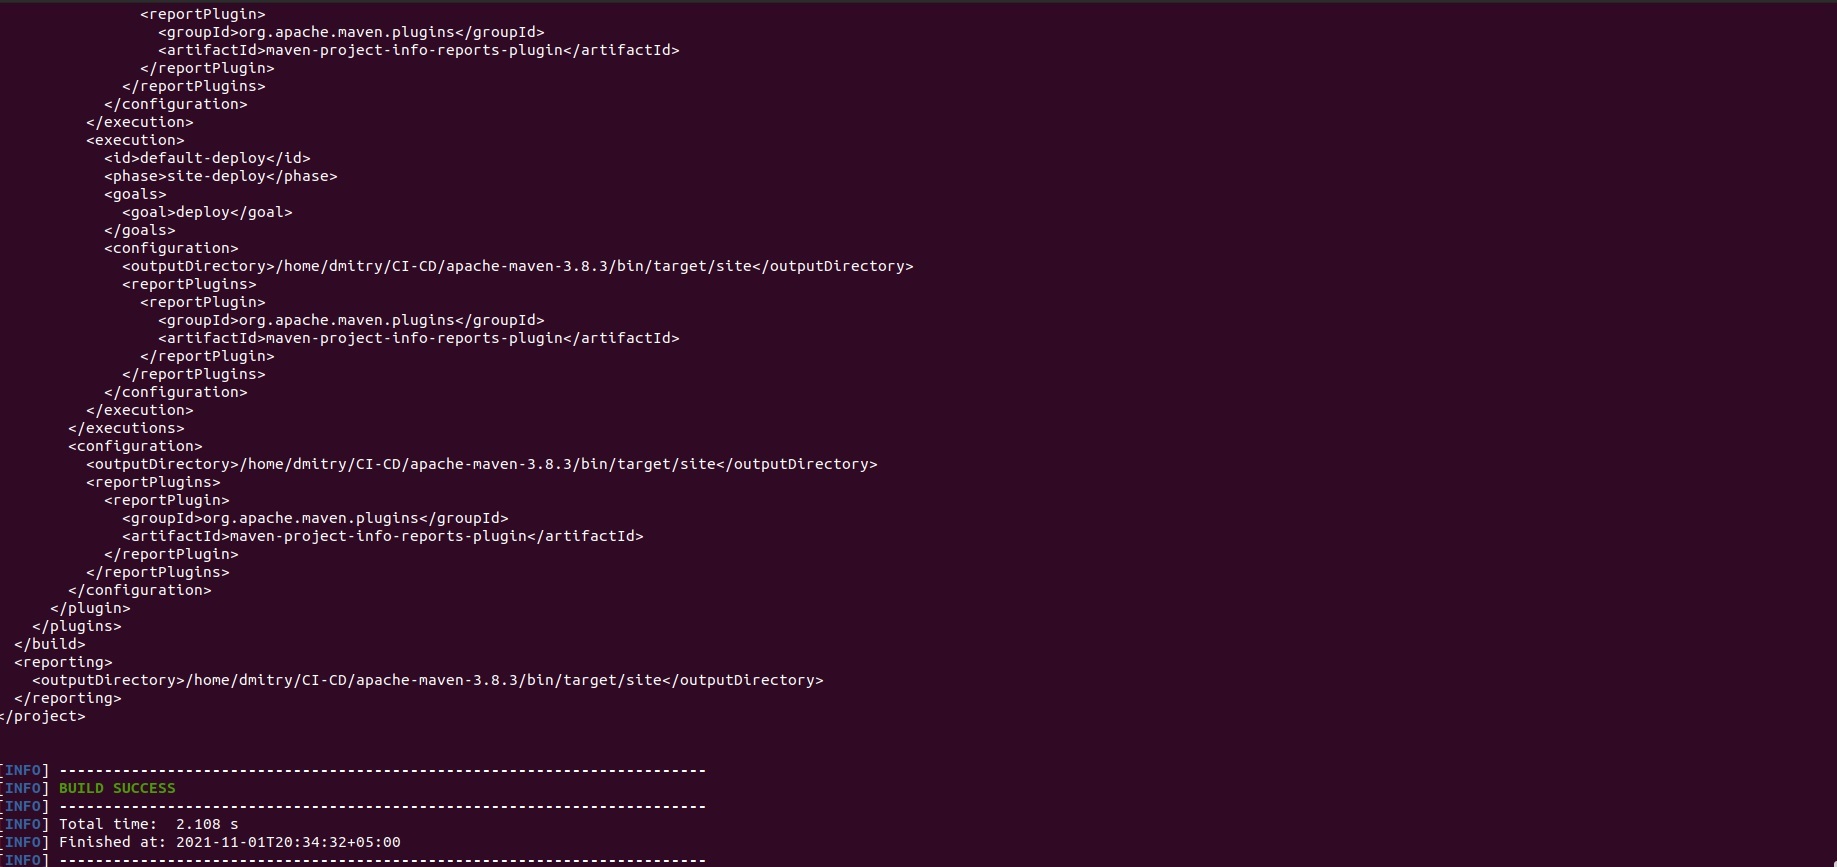 <reportPlugin>
<groupId>org.apache.maven.plugins</groupId>
<artifactId>maven-project-info-reports-plugin</artifactId>
</reportPlugin>
</reportPlugins>
</configuration>
</execution>
<execution>
<id>default-deploy</id>
<phase>site-deploy</phase>
<goals>
<goal>deploy</goal>
</goals>
<configuration>
<outputDirectory>/home/dmitry/CI-CD/apache-maven-3.8.3/bin/target/site</outputDirectory>
<reportPlugins>
<reportPlugin>
<groupId>org.apache.maven.plugins</groupId>
<artifactId>maven-project-info-reports-plugin</artifactId>
</reportPlugin>
</reportPlugins>
</configuration>
</execution>
</executions>
<configuration>
<outputDirectory>/home/dmitry/CI-CD/apache-maven-3.8.3/bin/target/site</outputDirectory>
<reportPlugins>
<reportPlugin>
<groupId>org.apache.maven.plugins</groupId>
<artifactId>maven-project-info-reports-plugin</artifactId>
</reportPlugin>
</reportPlugins>
</configuration>
</plugin>
</plugins>
</build>
<reporting>
<outputDirectory>/home/dmitry/CI-CD/apache-maven-3.8.3/bin/target/site</outputDirectory>
</reporting>
</project>
[INFO] ------------------------------------------------------------------------
[INFO] BUILD SUCCESS
[INFO] ------------------------------------------------------------------------
[INFO] Total time:  2.108 s
[INFO] Finished at: 2021-11-01T20:34:32+05:00
[INFO] ------------------------------------------------------------------------